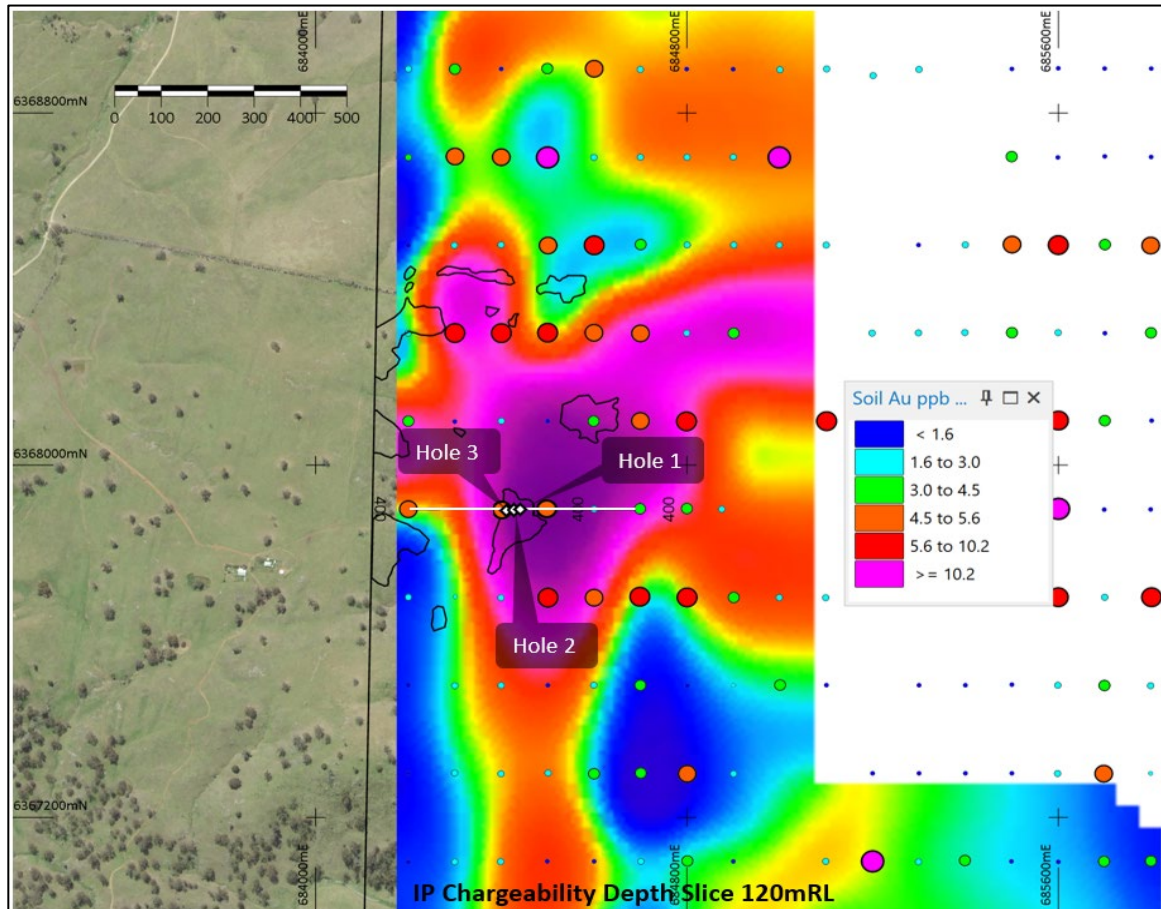 684000mE
684800mE
685600mE
6368800mN
0 100 200 300 400 500
Soil Au ppb ...
< 1.6
1.6 to 3.0
3.0 to 4.5
4.5 to 5.6
5.6 to 10.2
>= 10.2
6368000mN
Hole 3
Hole 1
400
400
400
Hole 2
6367200mN
684000mE
684800mE
685600mE
IP Chargeability Depth Slice 120mRL